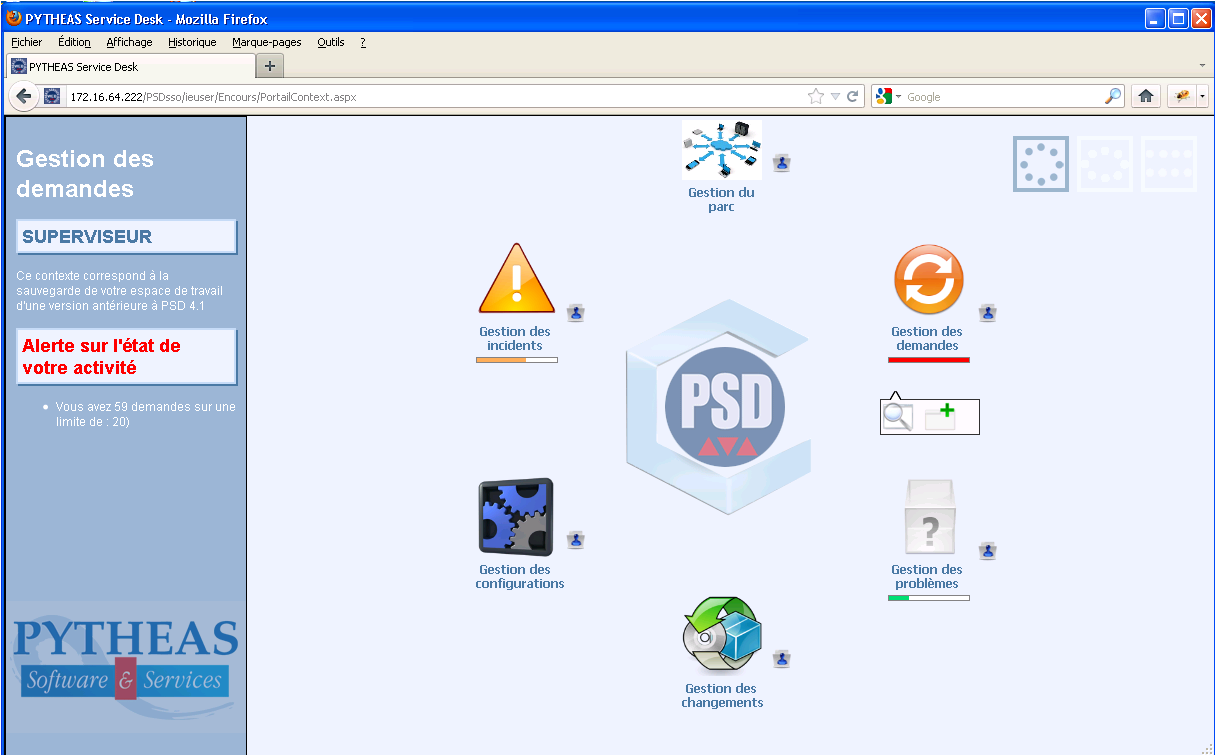 PYTHEAS Service Desk - Mozilla Firefox
Fichier Édition Affichage Historique Marque-pages Outils ?
PYTHEAS Service Desk
172.16.64.222/PSDsso/ieuser/Encours/PortailContext.aspx
Google
Gestion des
demandes
SUPERVISEUR
Ce contexte correspond à la
sauvegarde de votre espace de travail
d'une version antérieure à PSD 4.1
Alerte sur l'état de
votre activité
Vous avez 59 demandes sur une
limite de : 20)
PYTHEAS
Software & Services
Gestion du
parc
Gestion des
incidents
Gestion des
demandes
PSD
Gestion des
configurations
?
Gestion des
problèmes
Gestion des
changements